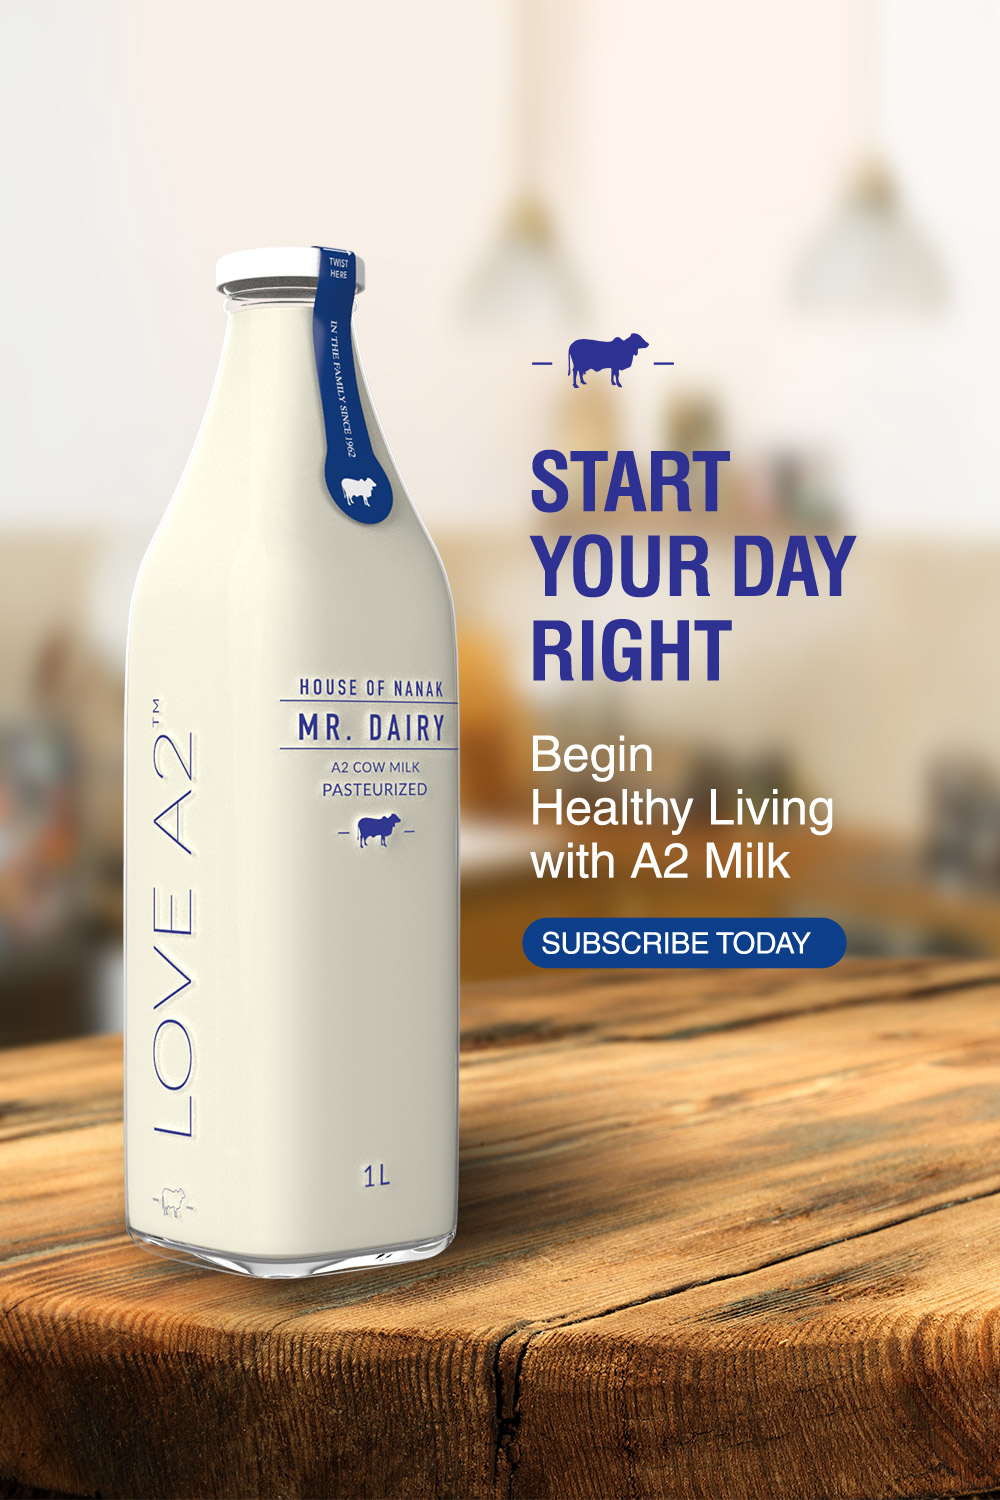 TWIST
HERE
IN THE FAMILY SINCE 1962
START
YOUR DAY
RIGHT
HOUSE OF NANAK
MR. DAIRY
A2 COW MILK
PASTEURIZED
LOVE A2™
1L
Begin
Healthy Living
with A2 Milk
SUBSCRIBE TODAY